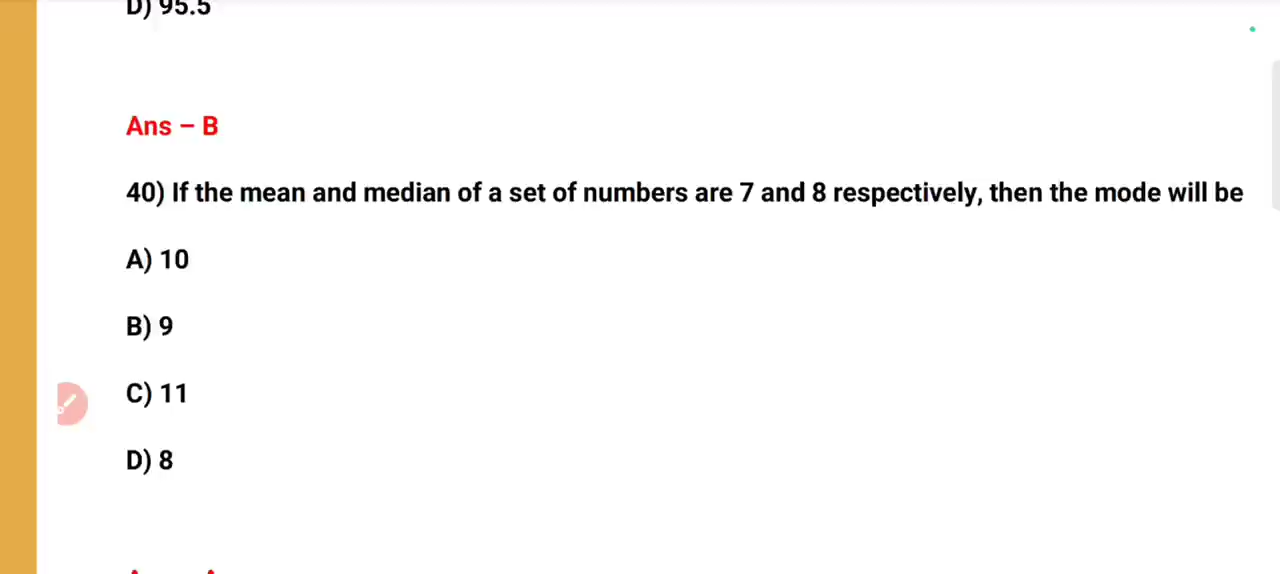 D) 95.5
Ans – B
40) If the mean and median of a set of numbers are 7 and 8 respectively, then the mode will be
A) 10
B) 9
C) 11
D) 8